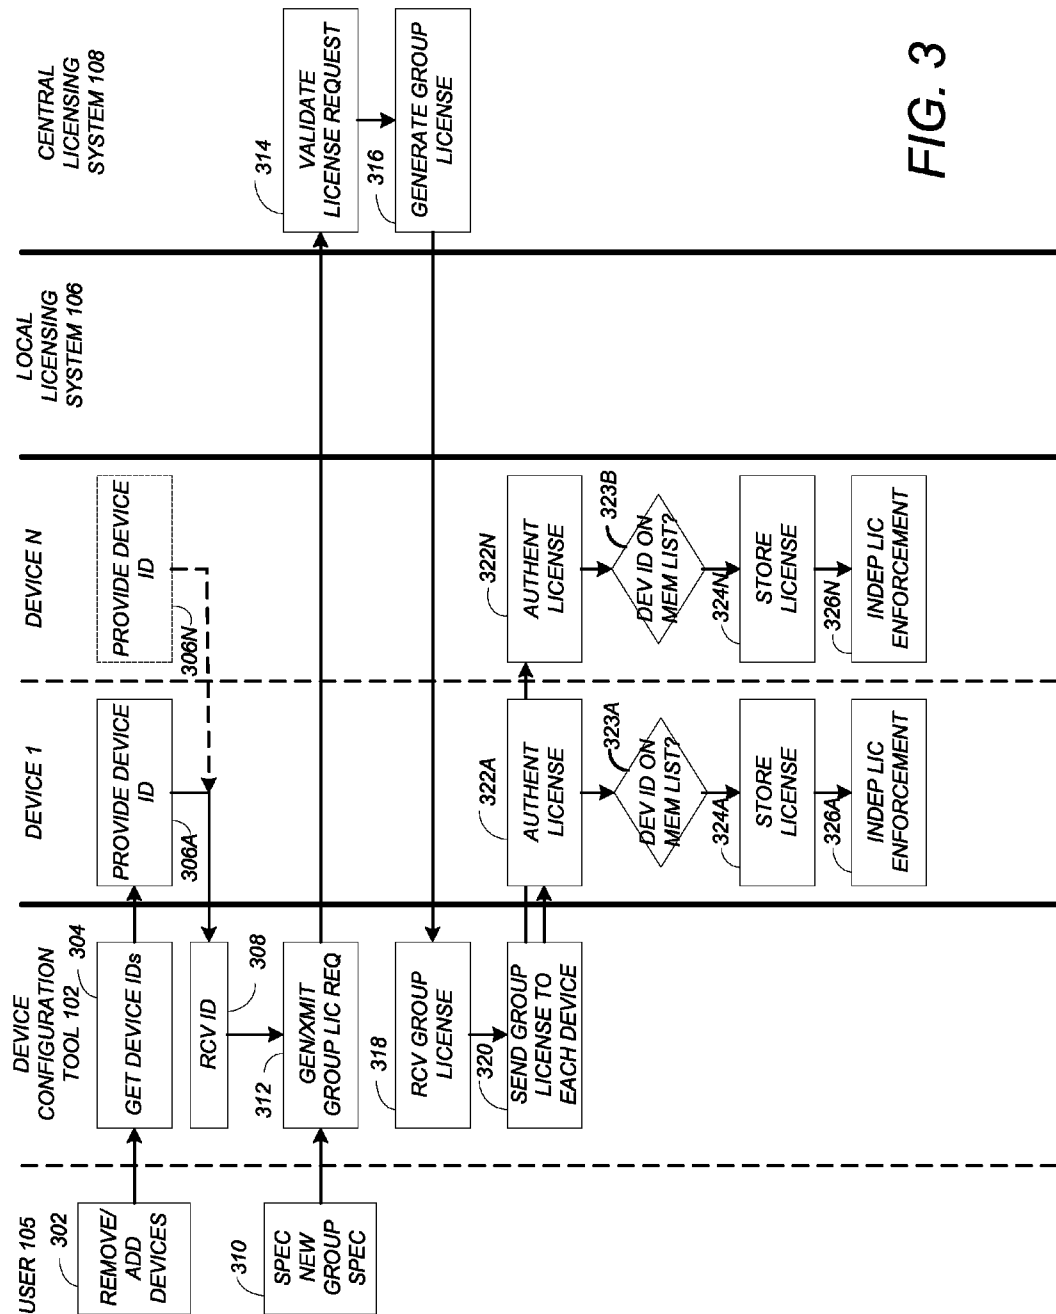 USER 105
DEVICE
CONFIGURATION
TOOL 102
DEVICE 1
DEVICE N
LOCAL
LICENSING
SYSTEM 106
CENTRAL
LICENSING
SYSTEM 108
302
REMOVE/
ADD
DEVICES
304
GET DEVICE IDs
PROVIDE DEVICE
ID
306A
PROVIDE DEVICE
ID
306N
RCV ID
308
310
SPEC
NEW
GROUP
SPEC
312
GEN/XMIT
GROUP LIC REQ
314
VALIDATE
LICENSE REQUEST
316
GENERATE GROUP
LICENSE
318
RCV GROUP
LICENSE
320
SEND GROUP
LICENSE TO
EACH DEVICE
322A
AUTHENT
LICENSE
322N
AUTHENT
LICENSE
323A
DEV ID ON
MEM LIST?
323B
DEV ID ON
MEM LIST?
324A
STORE
LICENSE
324N
STORE
LICENSE
326A
INDEP LIC
ENFORCEMENT
326N
INDEP LIC
ENFORCEMENT
FIG. 3